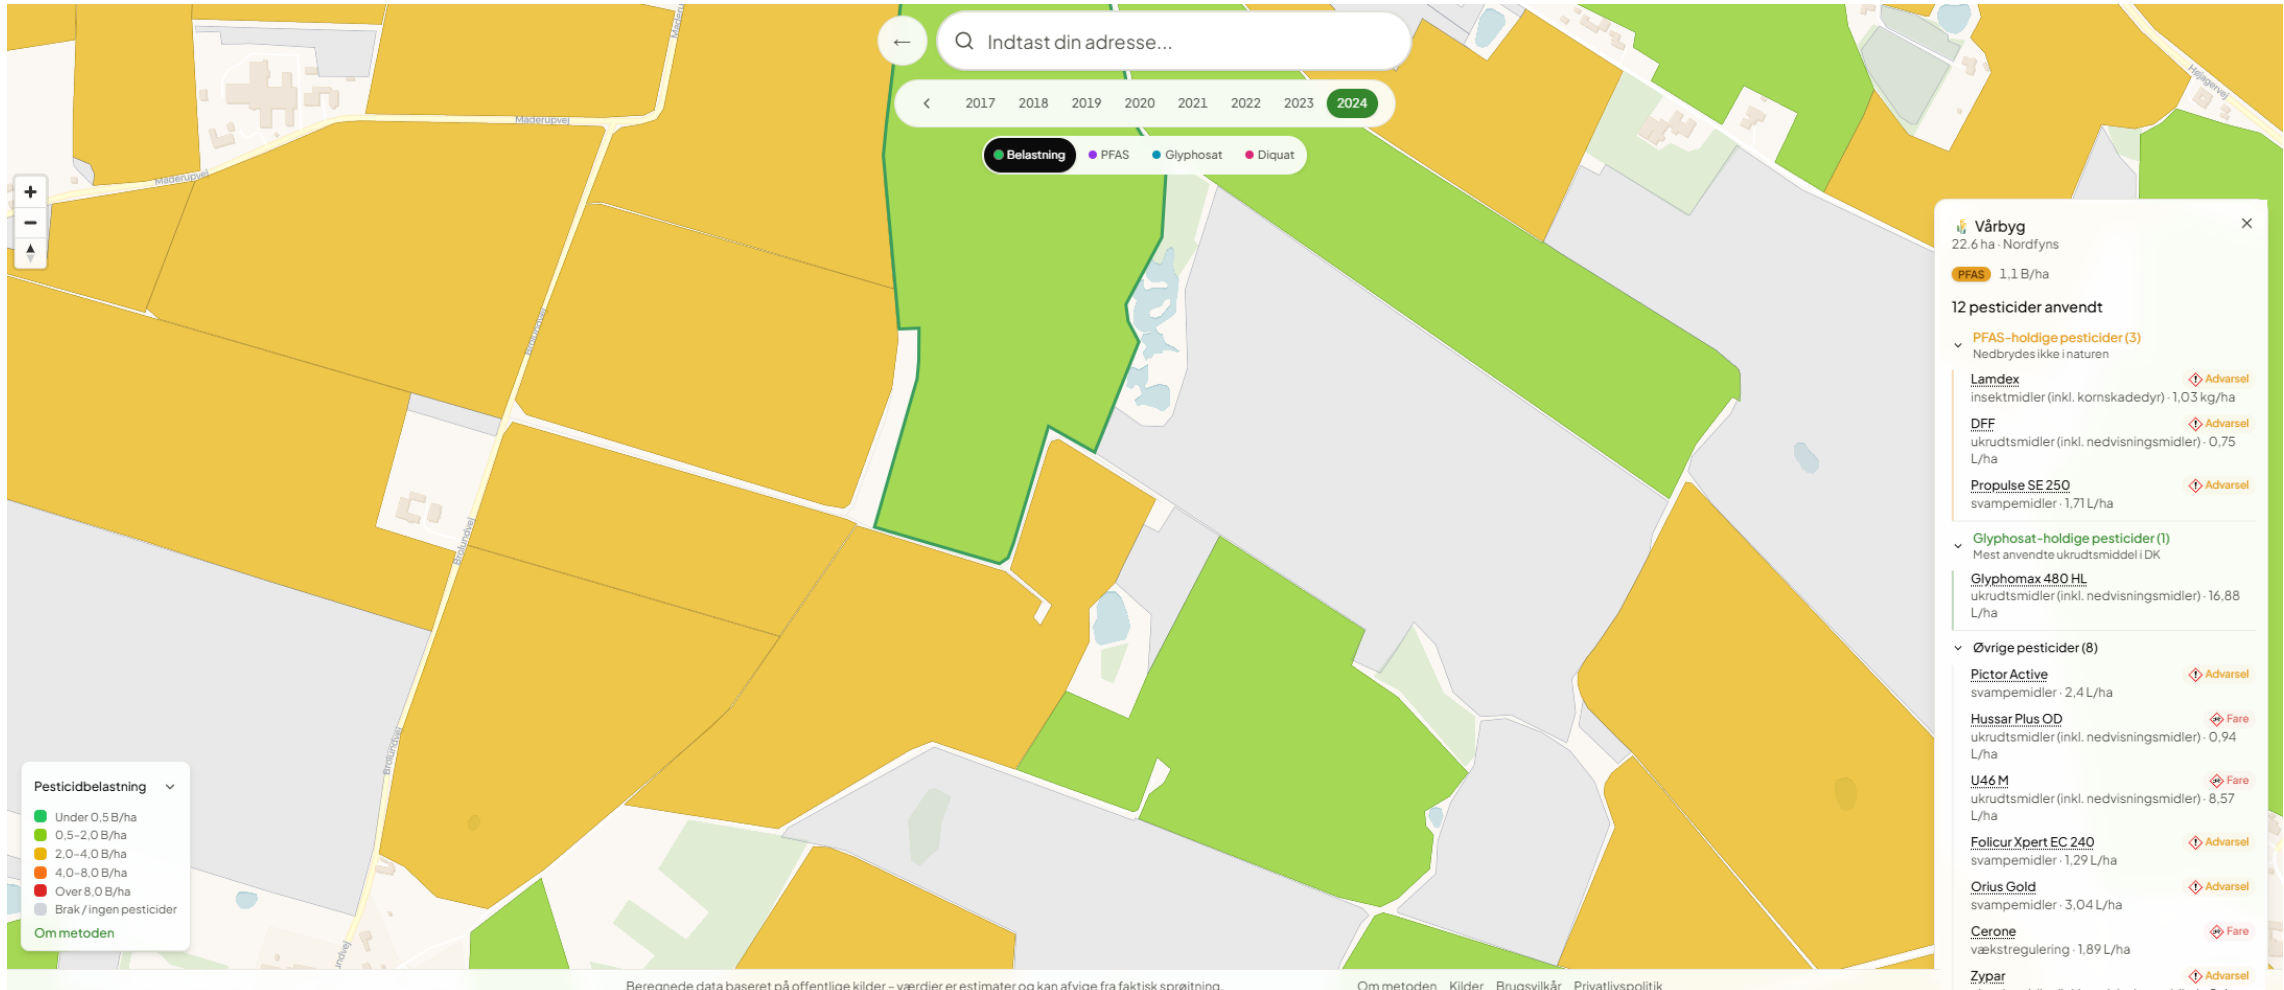 Indtast din adresse...
2017 2018 2019 2020 2021 2022 2023 2024
Belastning PFAS Glyphosat Diquat
Maderupvej
Maderupvej
Maderu
Højagervej
Brolundvej
Brolundvej
Brolundvej
undvej
Vårbyg
22.6 ha · Nordfyns
PFAS 1,1 B/ha
12 pesticider anvendt
PFAS-holdige pesticider (3)
Nedbrydes ikke i naturen
Lamdex Advarsel
insektmidler (inkl. kornskadedyr) · 1,03 kg/ha
DFF Advarsel
ukrudtsmidler (inkl. nedvisningsmidler) · 0,75
L/ha
Propulse SE 250 Advarsel
svampemidler · 1,71 L/ha
Glyphosat-holdige pesticider (1)
Mest anvendte ukrudtsmiddel i DK
Glyphomax 480 HL
ukrudtsmidler (inkl. nedvisningsmidler) · 16,88
L/ha
Øvrige pesticider (8)
Pictor Active Advarsel
svampemidler · 2,4 L/ha
Hussar Plus OD Fare
ukrudtsmidler (inkl. nedvisningsmidler) · 0,94
L/ha
U46 M Fare
ukrudtsmidler (inkl. nedvisningsmidler) · 8,57
L/ha
Folicur Xpert EC 240 Advarsel
svampemidler · 1,29 L/ha
Orius Gold Advarsel
svampemidler · 3,04 L/ha
Cerone Fare
vækstregulering · 1,89 L/ha
Zypar Advarsel
Pesticidbelastning
Under 0,5 B/ha
0,5–2,0 B/ha
2,0–4,0 B/ha
4,0–8,0 B/ha
Over 8,0 B/ha
Brak / ingen pesticider
Om metoden
Beregnede data baseret på offentlige kilder – værdier er estimater og kan afvige fra faktisk sprøjtning.
Om metoden Kilder Brugsvilkår Privatlivspolitik